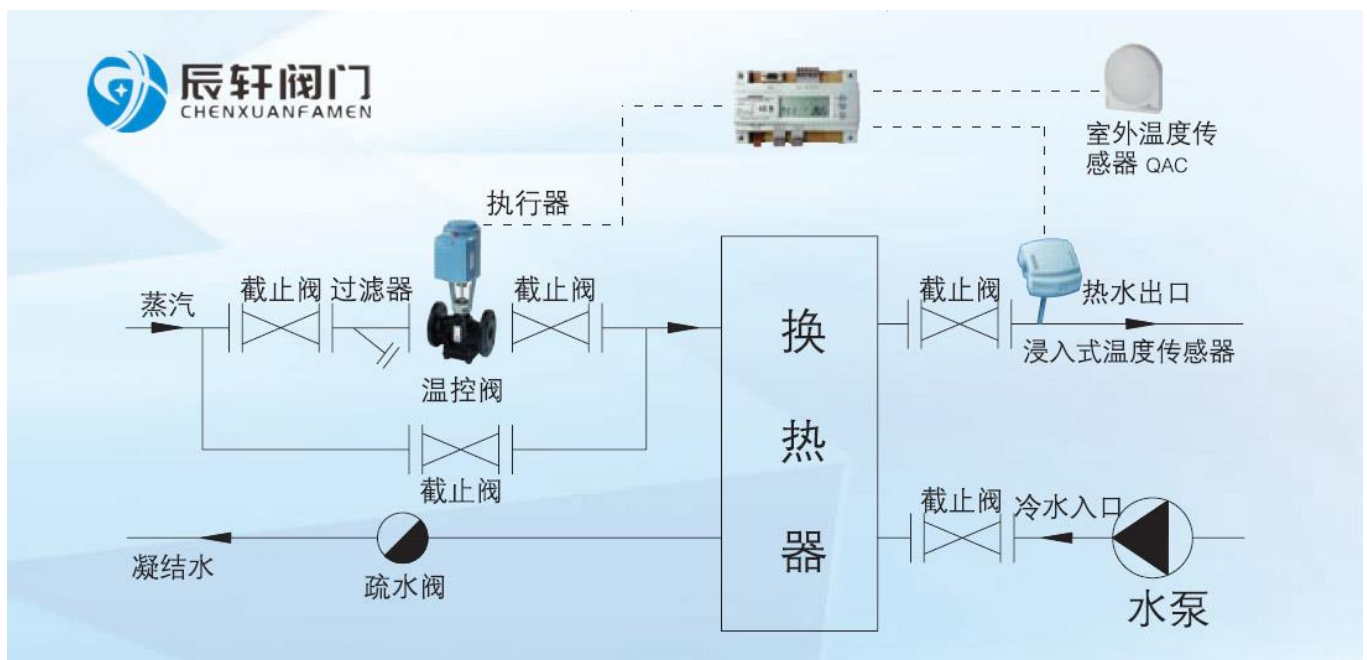 辰轩阀门
CHENXUANFAMEN
室外温度传
感器 QAC
执行器
蒸汽
截止阀
过滤器
截止阀
温控阀
截止阀
换
热
器
截止阀
热水出口
浸入式温度传感器
截止阀
冷水入口
水泵
凝结水
疏水阀